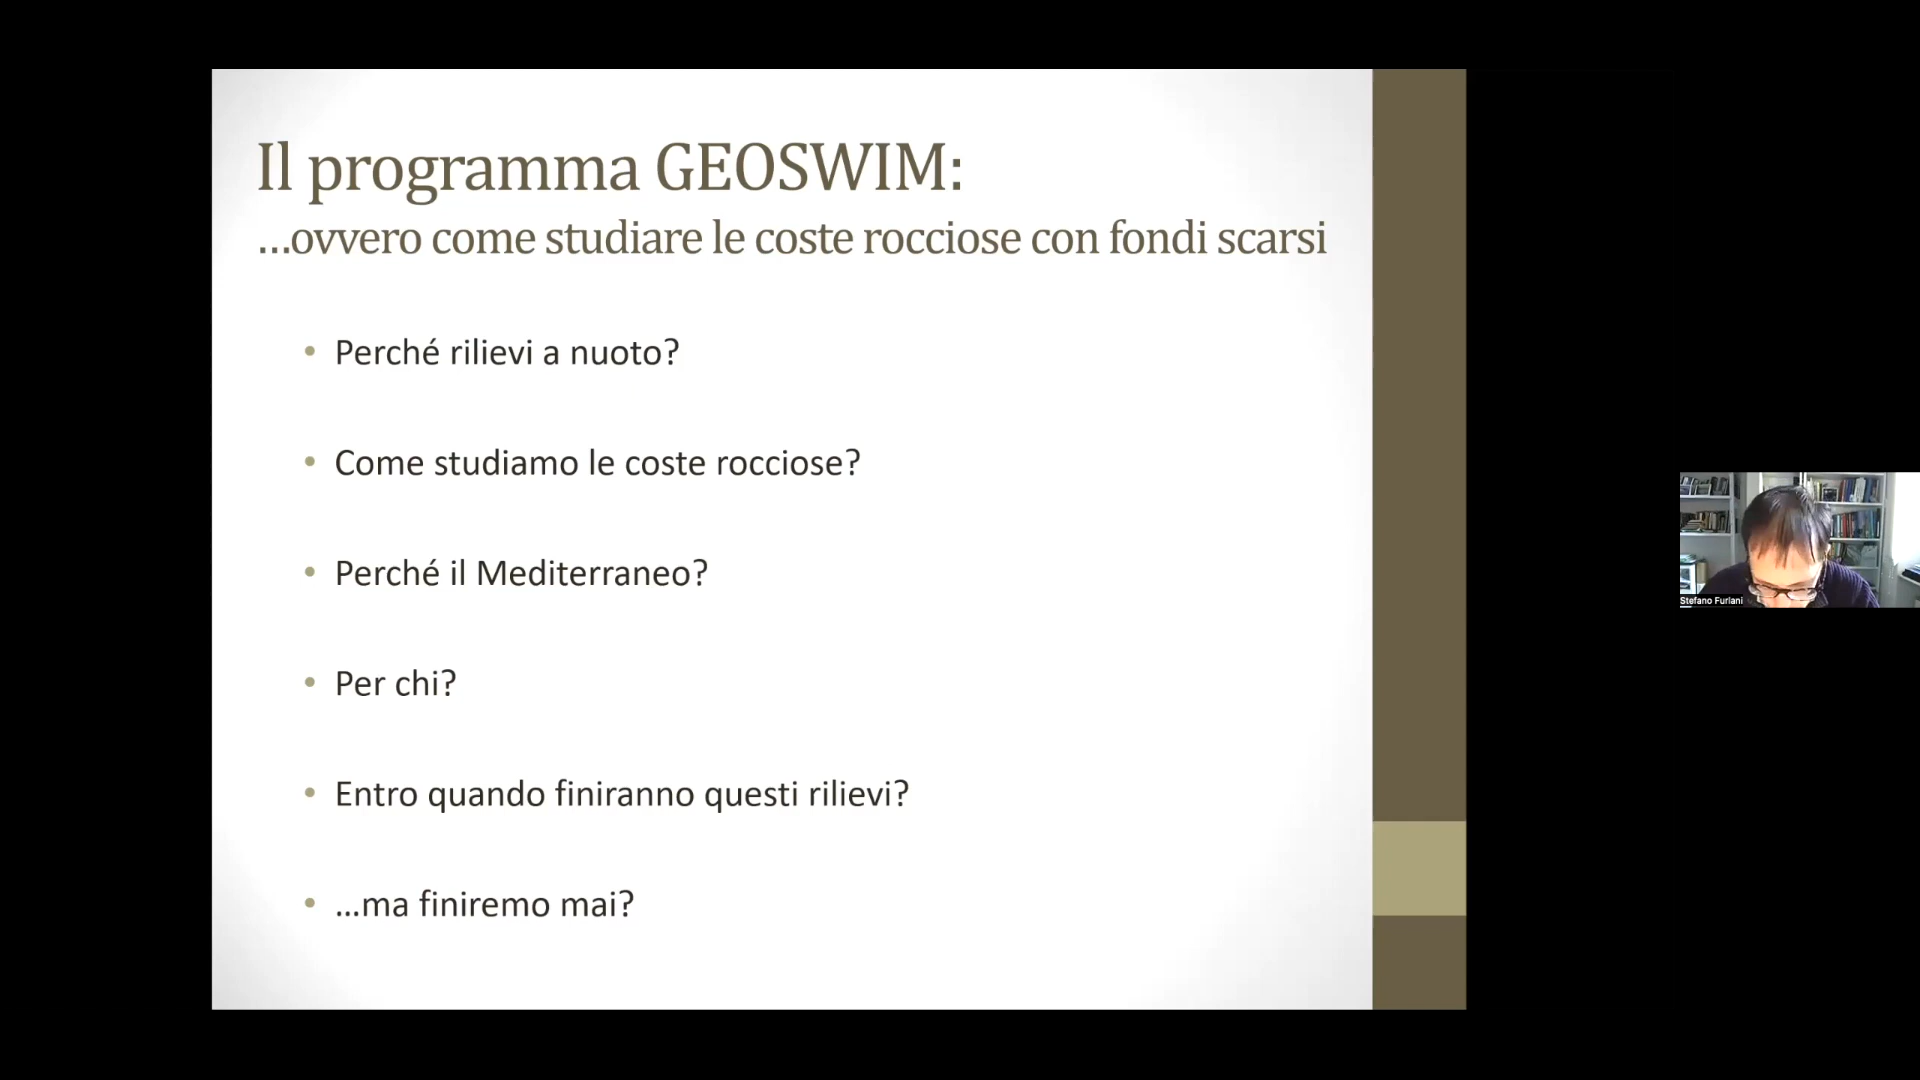 Il programma GEOSWIM:
...ovvero come studiare le coste rocciose con fondi scarsi
• Perché rilievi a nuoto?
• Come studiamo le coste rocciose?
• Perché il Mediterraneo?
• Per chi?
• Entro quando finiranno questi rilievi?
• ...ma finiremo mai?
Stefano Furlani